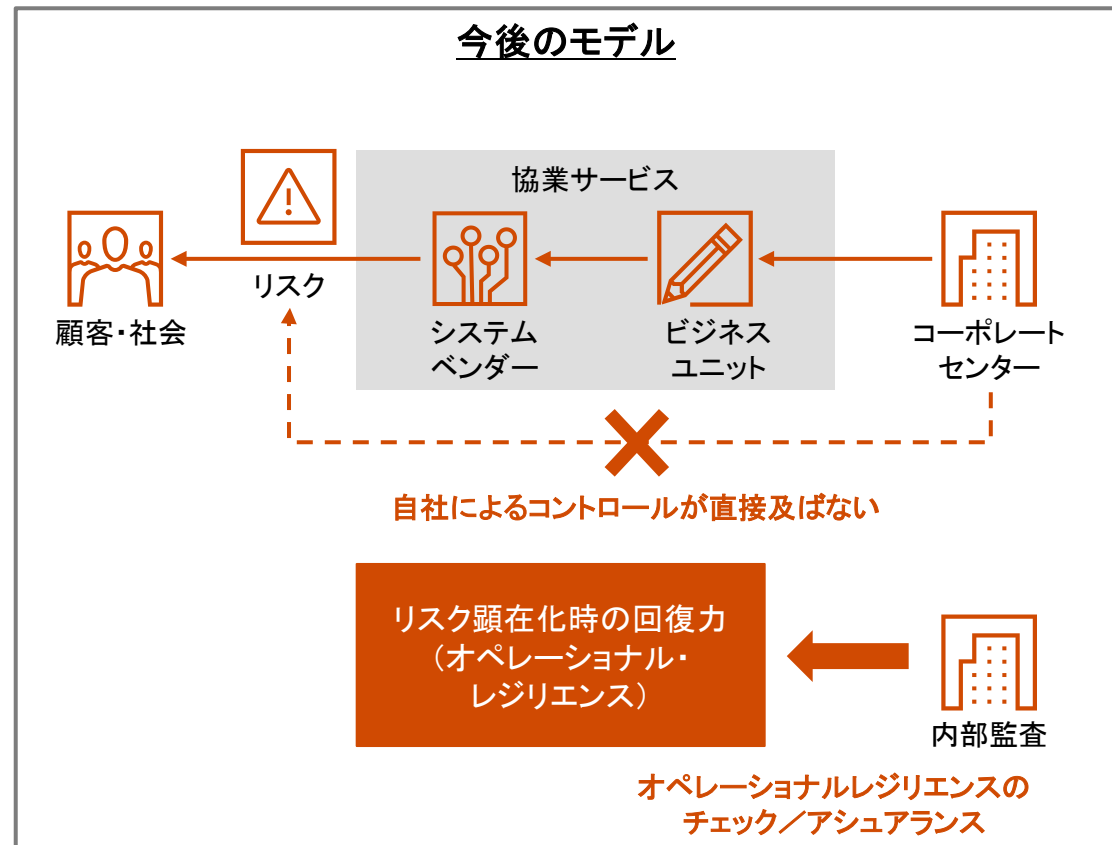 今後のモデル
協業サービス
リスク
顧客・社会
システム
ベンダー
ビジネス
ユニット
コーポレート
センター
自社によるコントロールが直接及ばない
リスク顕在化時の回復力
（オペレーショナル・
レジリエンス）
内部監査
オペレーショナルレジリエンスの
チェック／アシュアランス